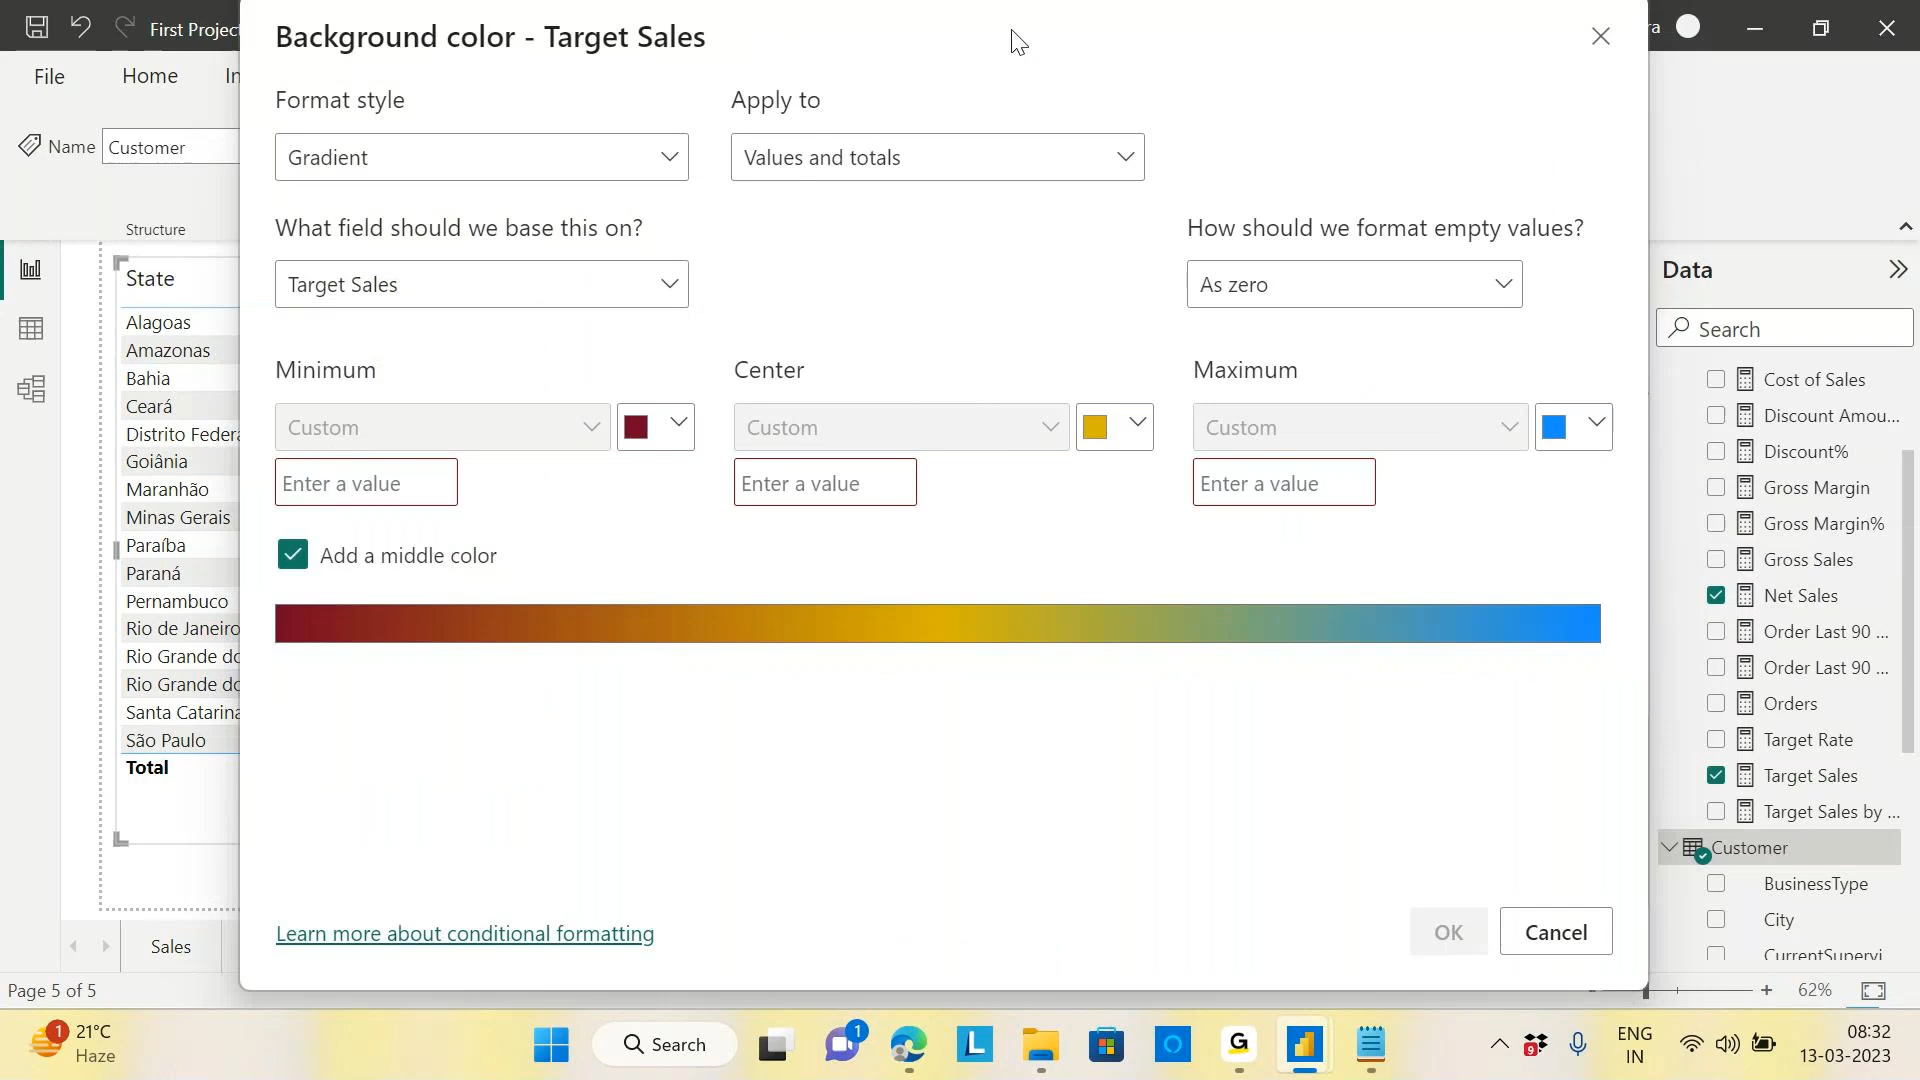 First Project
Background color - Target Sales
ra
File
Home
In
Format style
Apply to
Name
Customer
Gradient
Values and totals
Structure
What field should we base this on?
How should we format empty values?
Target Sales
As zero
Data
Search
State
Alagoas
Amazonas
Bahia
Ceará
Distrito Federa
Goiânia
Maranhão
Minas Gerais
Paraíba
Paraná
Pernambuco
Rio de Janeiro
Rio Grande do
Rio Grande do
Santa Catarina
São Paulo
Total
Minimum
Center
Maximum
Custom
Custom
Custom
Enter a value
Enter a value
Enter a value
Add a middle color
Cost of Sales
Discount Amou...
Discount%
Gross Margin
Gross Margin%
Gross Sales
Net Sales
Order Last 90 ...
Order Last 90 ...
Orders
Target Rate
Target Sales
Target Sales by ...
Customer
BusinessType
City
CurrentSupervi
Learn more about conditional formatting
OK
Cancel
Sales
Page 5 of 5
62%
1
21°C
Haze
Search
1
L
G
9
ENG
IN
08:32
13-03-2023